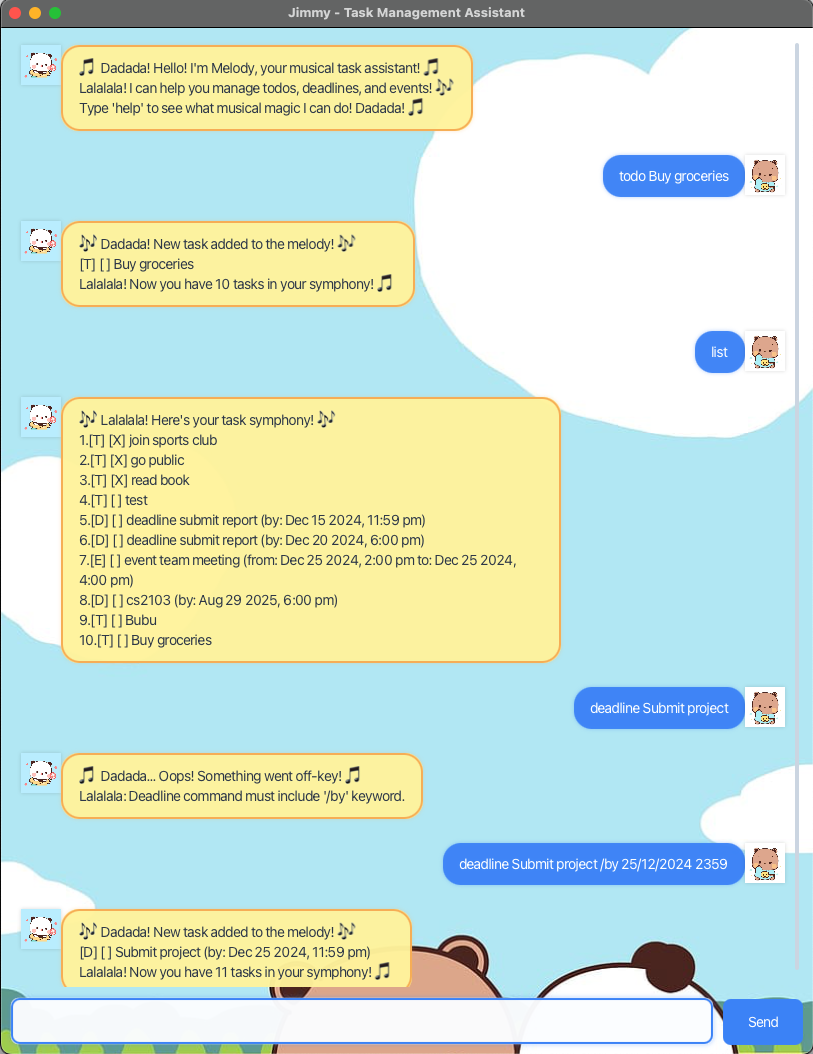 Jimmy - Task Management Assistant
🎵 Dadada! Hello! I'm Melody, your musical task assistant! 🎵
Lalalala! I can help you manage todos, deadlines, and events! 🎶
Type 'help' to see what musical magic I can do! Dadada! 🎵
todo Buy groceries
🎶 Dadada! New task added to the melody! 🎶
[T] [ ] Buy groceries
Lalalala! Now you have 10 tasks in your symphony! 🎵
list
🎶 Lalalala! Here's your task symphony! 🎶
1.[T] [X] join sports club
2.[T] [X] go public
3.[T] [X] read book
4.[T] [ ] test
5.[D] [ ] deadline submit report (by: Dec 15 2024, 11:59 pm)
6.[D] [ ] deadline submit report (by: Dec 20 2024, 6:00 pm)
7.[E] [ ] event team meeting (from: Dec 25 2024, 2:00 pm to: Dec 25 2024,
4:00 pm)
8.[D] [ ] cs2103 (by: Aug 29 2025, 6:00 pm)
9.[T] [ ] Bubu
10.[T] [ ] Buy groceries
deadline Submit project
🎵 Dadada... Oops! Something went off-key! 🎵
Lalalala: Deadline command must include '/by' keyword.
deadline Submit project /by 25/12/2024 2359
🎶 Dadada! New task added to the melody! 🎶
[D] [ ] Submit project (by: Dec 25 2024, 11:59 pm)
Lalalala! Now you have 11 tasks in your symphony! 🎵
Send